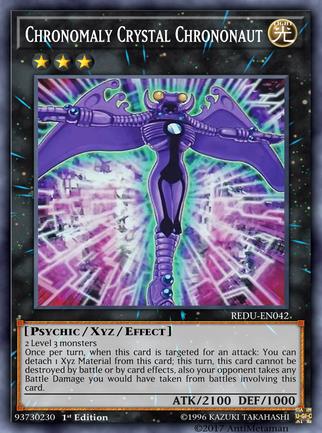 CHRONOMALY CRYSTAL CHRONONAUT
LIGHT
光
REDU-EN042
[PSYCHIC / XYZ / EFFECT]
2 Level 3 monsters
Once per turn, when this card is targeted for an attack: You can
detach 1 Xyz Material from this card; this turn, this card cannot be
destroyed by battle or by card effects, also your opponent takes any
Battle Damage you would have taken from battles involving this
card.
ATK/2100 DEF/1000
93730230 1st Edition ©1996 KAZUKI TAKAHASHI
©2017 AntiMetaman